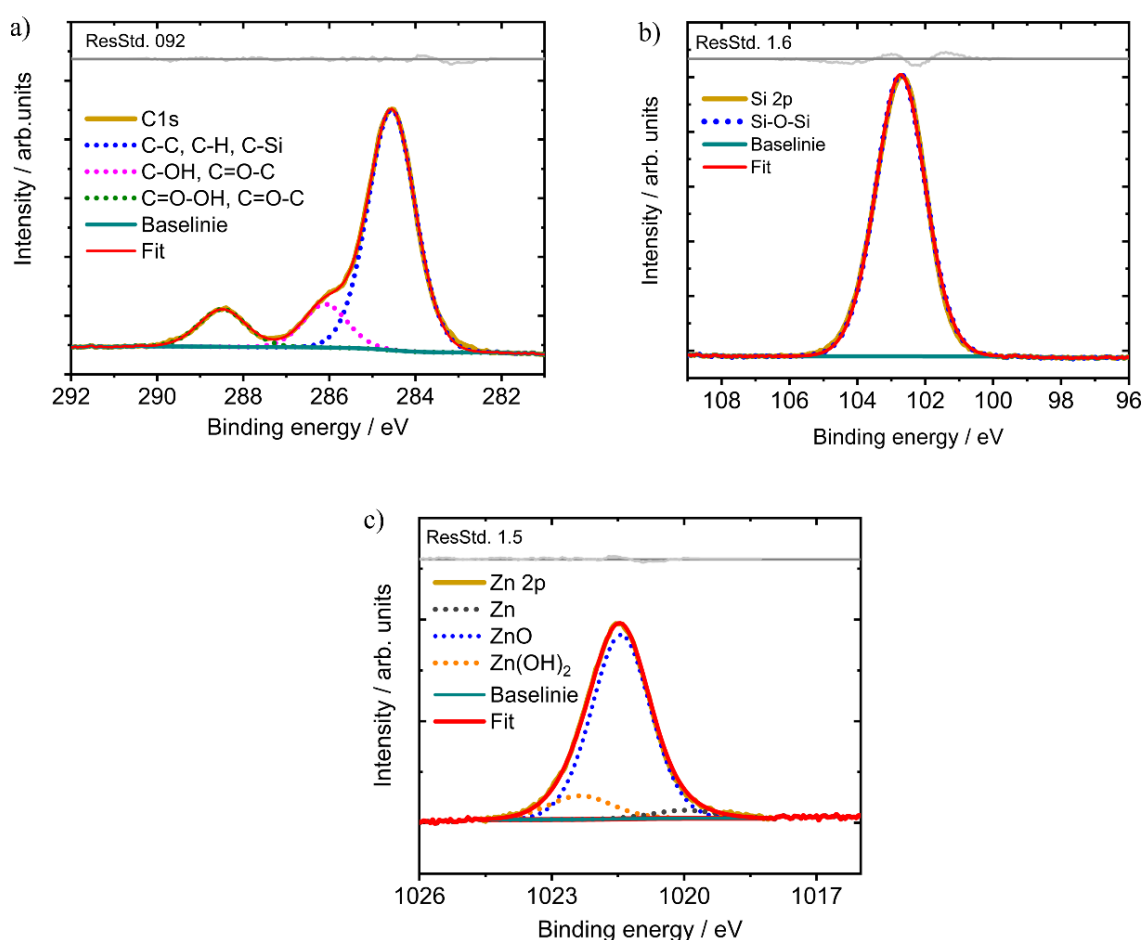 a)
ResStd. 092
C1s
C-C, C-H, C-Si
C-OH, C=O-C
C=O-OH, C=O-C
Baselinie
Fit
Intensity / arb.units
292 290 288 286 284 282
Binding energy / eV
b)
ResStd. 1.6
Si 2p
Si-O-Si
Baselinie
Fit
Intensity / arb. units
108 106 104 102 100 98 96
Binding energy / eV
c)
ResStd. 1.5
Zn 2p
Zn
ZnO
Zn(OH)₂
Baselinie
Fit
Intensity / arb. units
1026 1023 1020 1017
Binding energy / eV